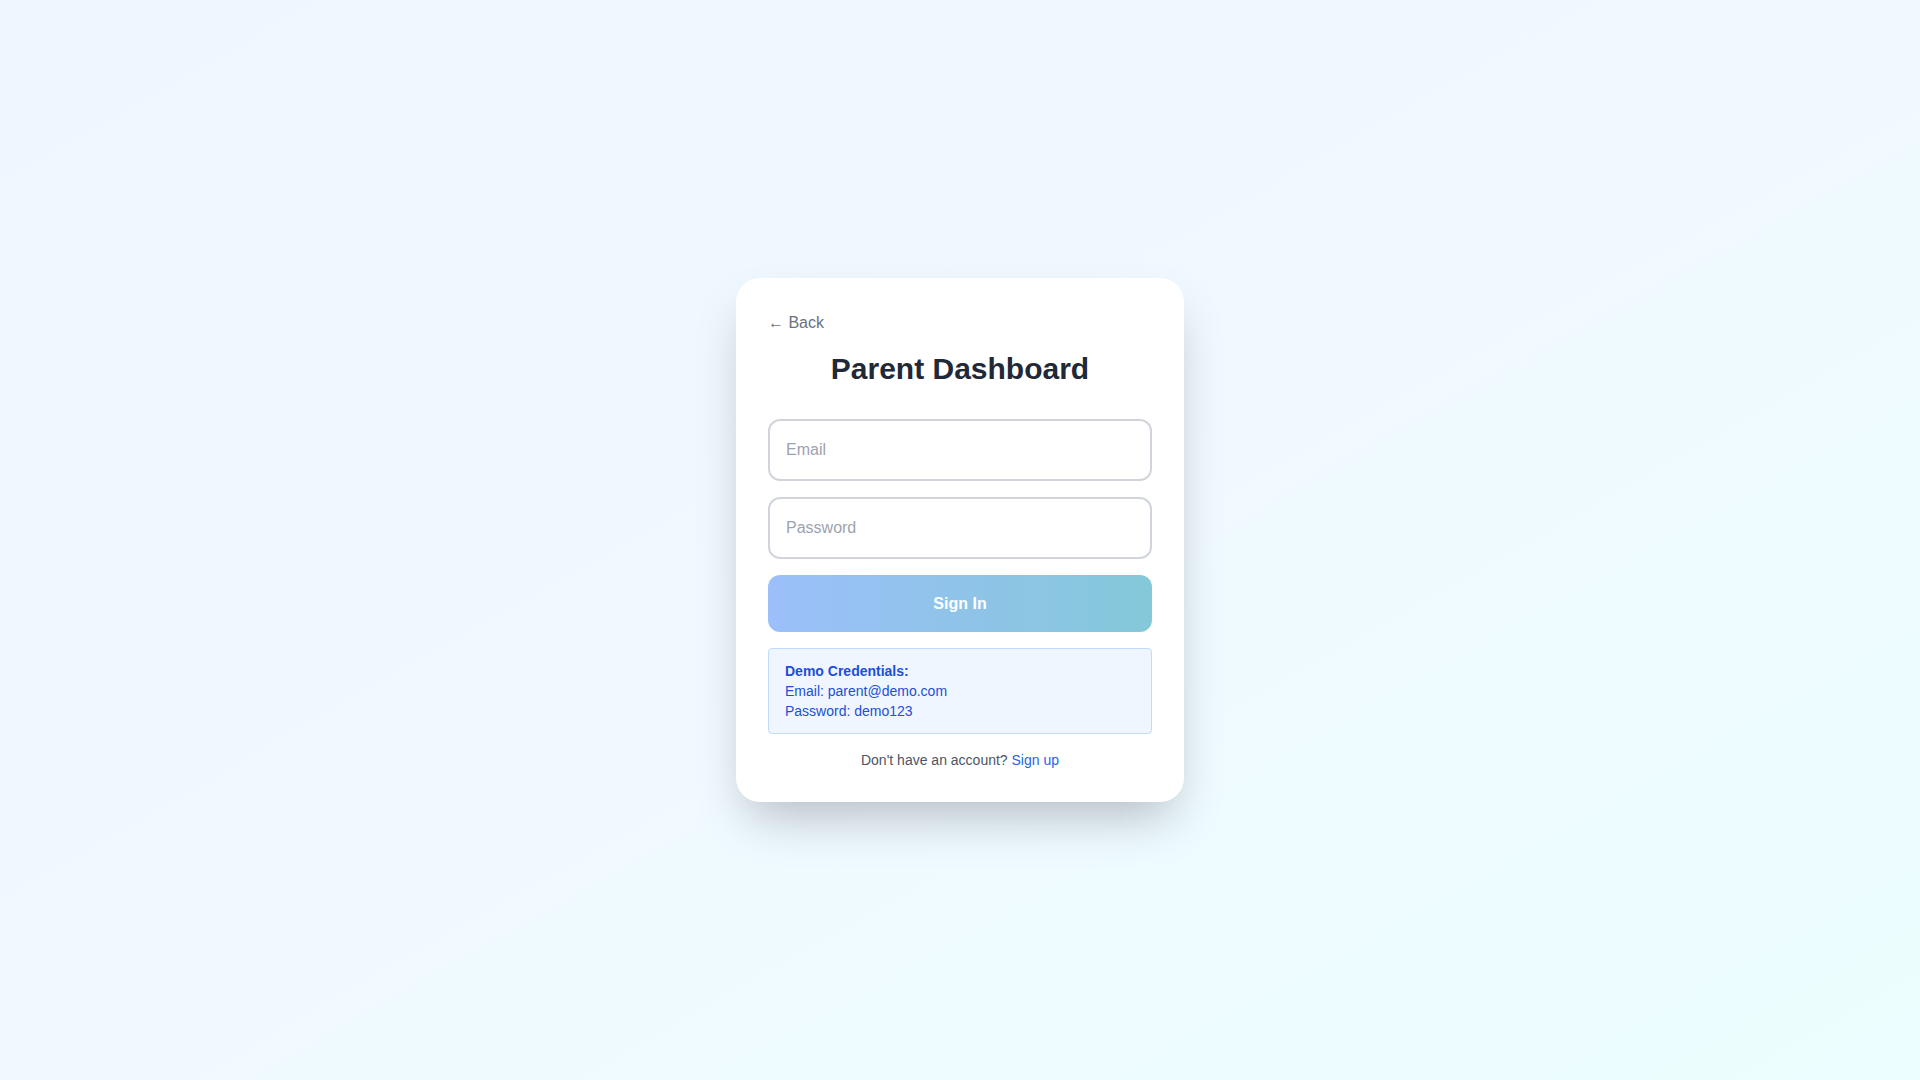 ← Back
Parent Dashboard
Email
Password
Sign In
Demo Credentials:
Email: parent@demo.com
Password: demo123
Don't have an account? Sign up